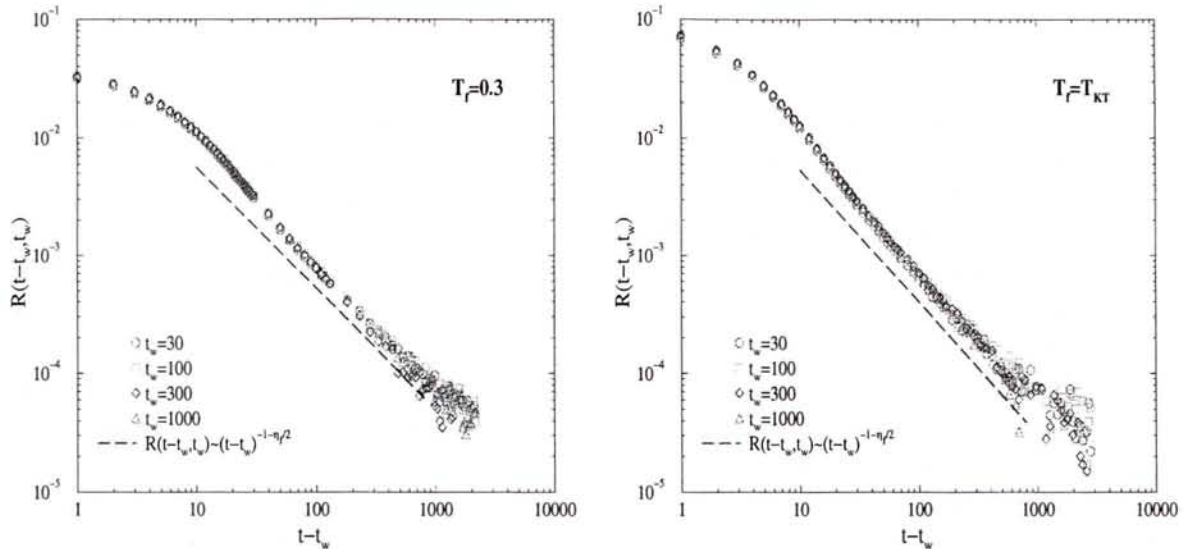 10⁻¹
10⁻²
10⁻³
10⁻⁴
10⁻⁵
R(t−t_w,t_w)
T_f=0.3
t_w=30
t_w=100
t_w=300
t_w=1000
R(t−t_w,t_w)~(t−t_w)^−1−η_f/2
1
10
100
1000
10000
t−t_w
10⁻¹
10⁻²
10⁻³
10⁻⁴
10⁻⁵
R(t−t_w,t_w)
T_f=T_KT
t_w=30
t_w=100
t_w=300
t_w=1000
R(t−t_w,t_w)~(t−t_w)^−1−η_f/2
1
10
100
1000
10000
t−t_w